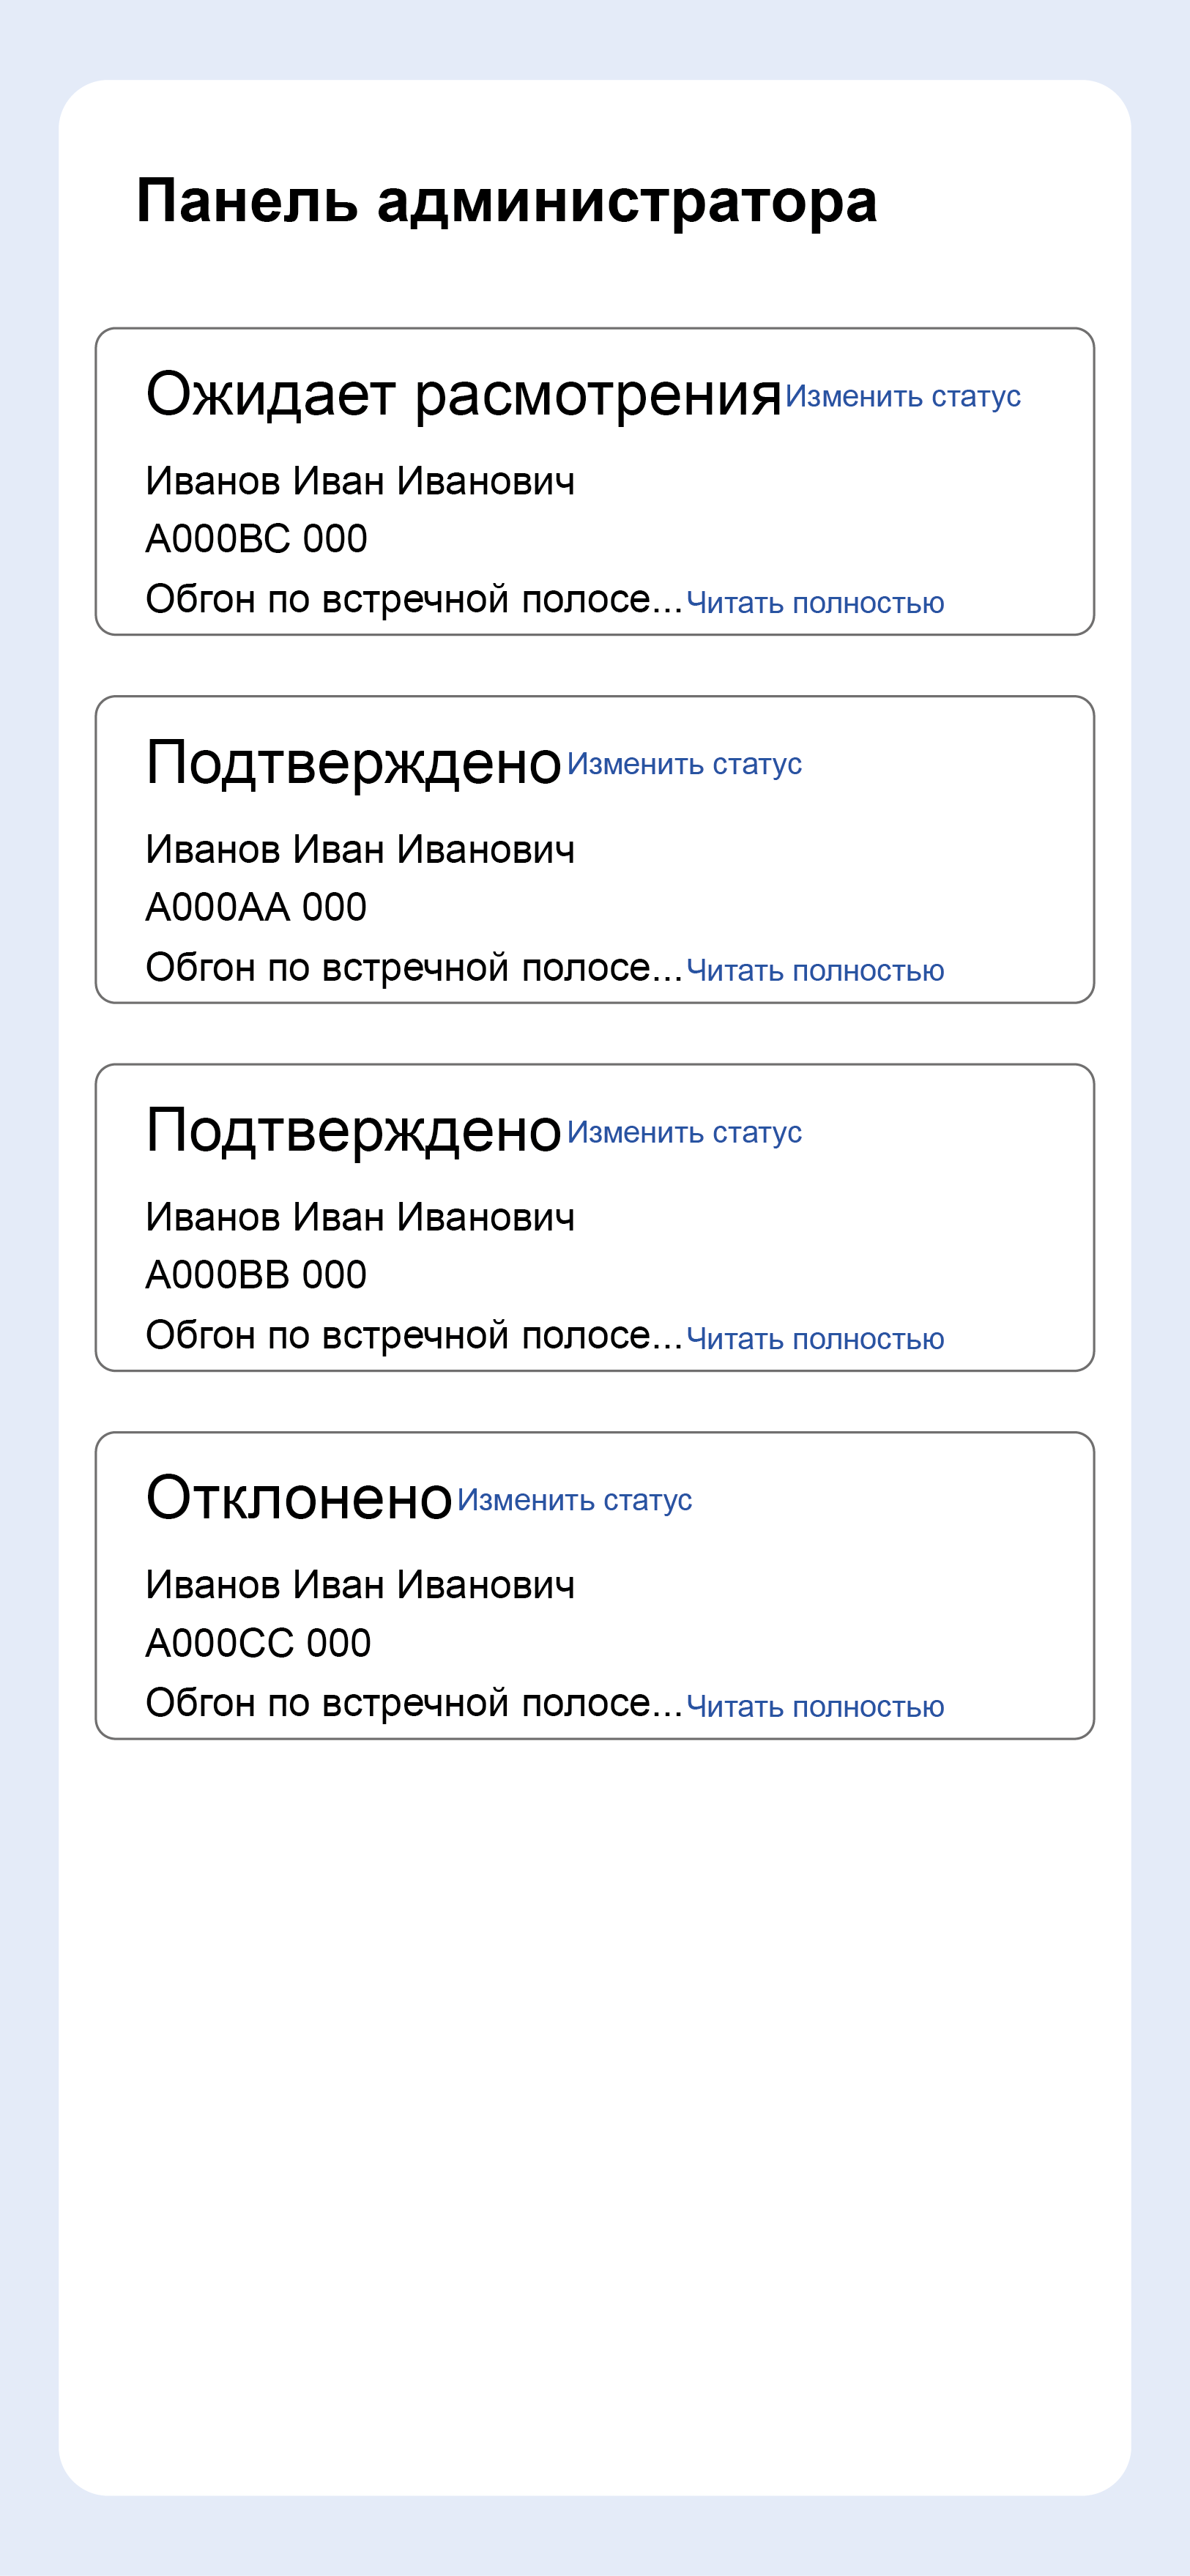 Панель администратора
Ожидает расмотрения Изменить статус
Иванов Иван Иванович
А000ВС 000
Обгон по встречной полосе... Читать полностью
Подтверждено Изменить статус
Иванов Иван Иванович
А000АА 000
Обгон по встречной полосе... Читать полностью
Подтверждено Изменить статус
Иванов Иван Иванович
А000ВВ 000
Обгон по встречной полосе... Читать полностью
Отклонено Изменить статус
Иванов Иван Иванович
А000СС 000
Обгон по встречной полосе... Читать полностью